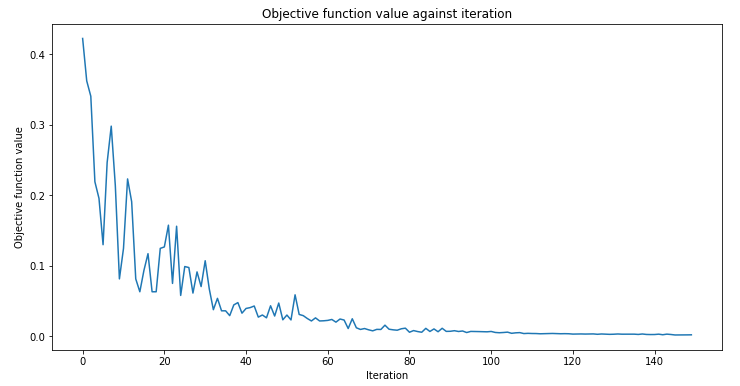 Objective function value against iteration
0.4
0.3
0.2
0.1
0.0
Objective function value
0 20 40 60 80 100 120 140
Iteration